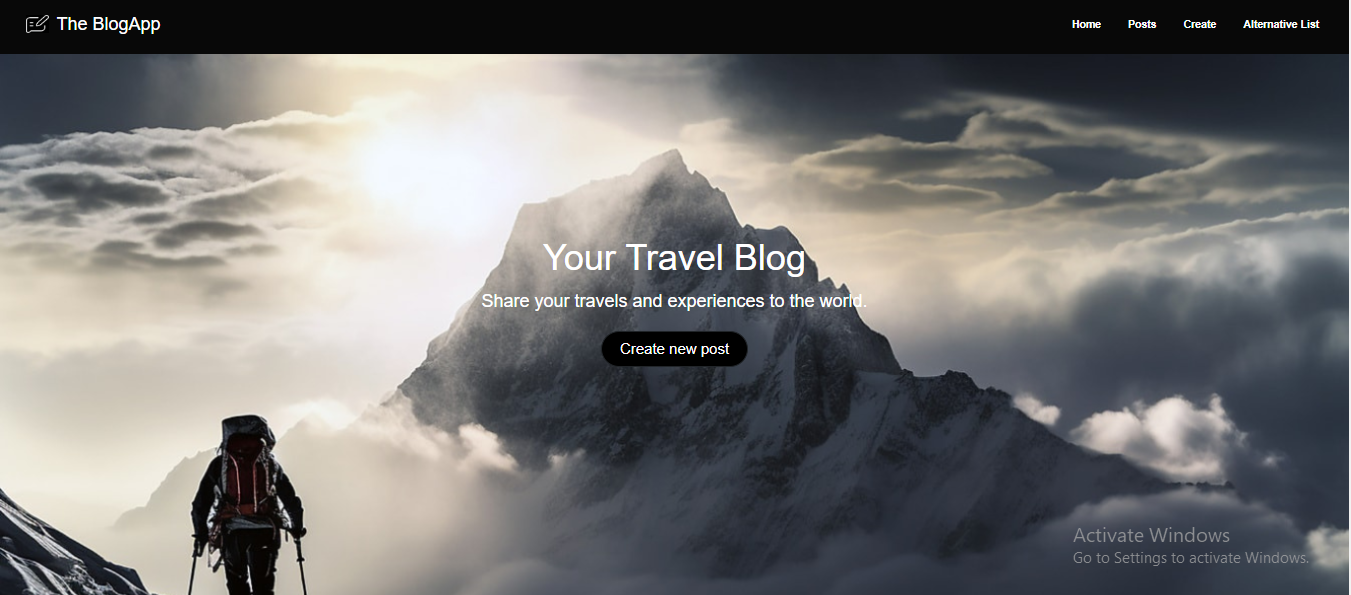 The BlogApp
Home Posts Create Alternative List
Your Travel Blog
Share your travels and experiences to the world.
Create new post
Activate Windows
Go to Settings to activate Windows.